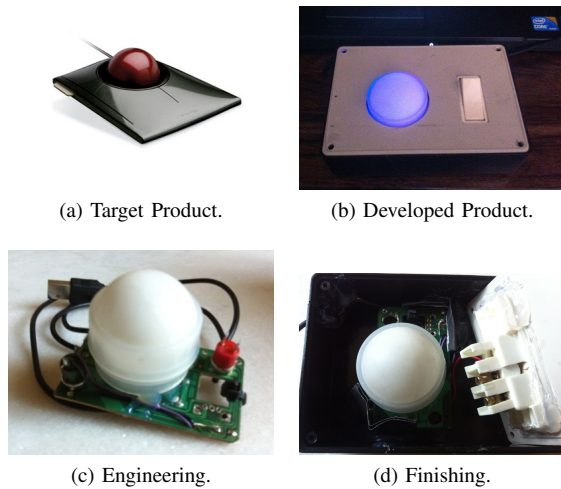 (a) Target Product.
(b) Developed Product.
(c) Engineering.
(d) Finishing.